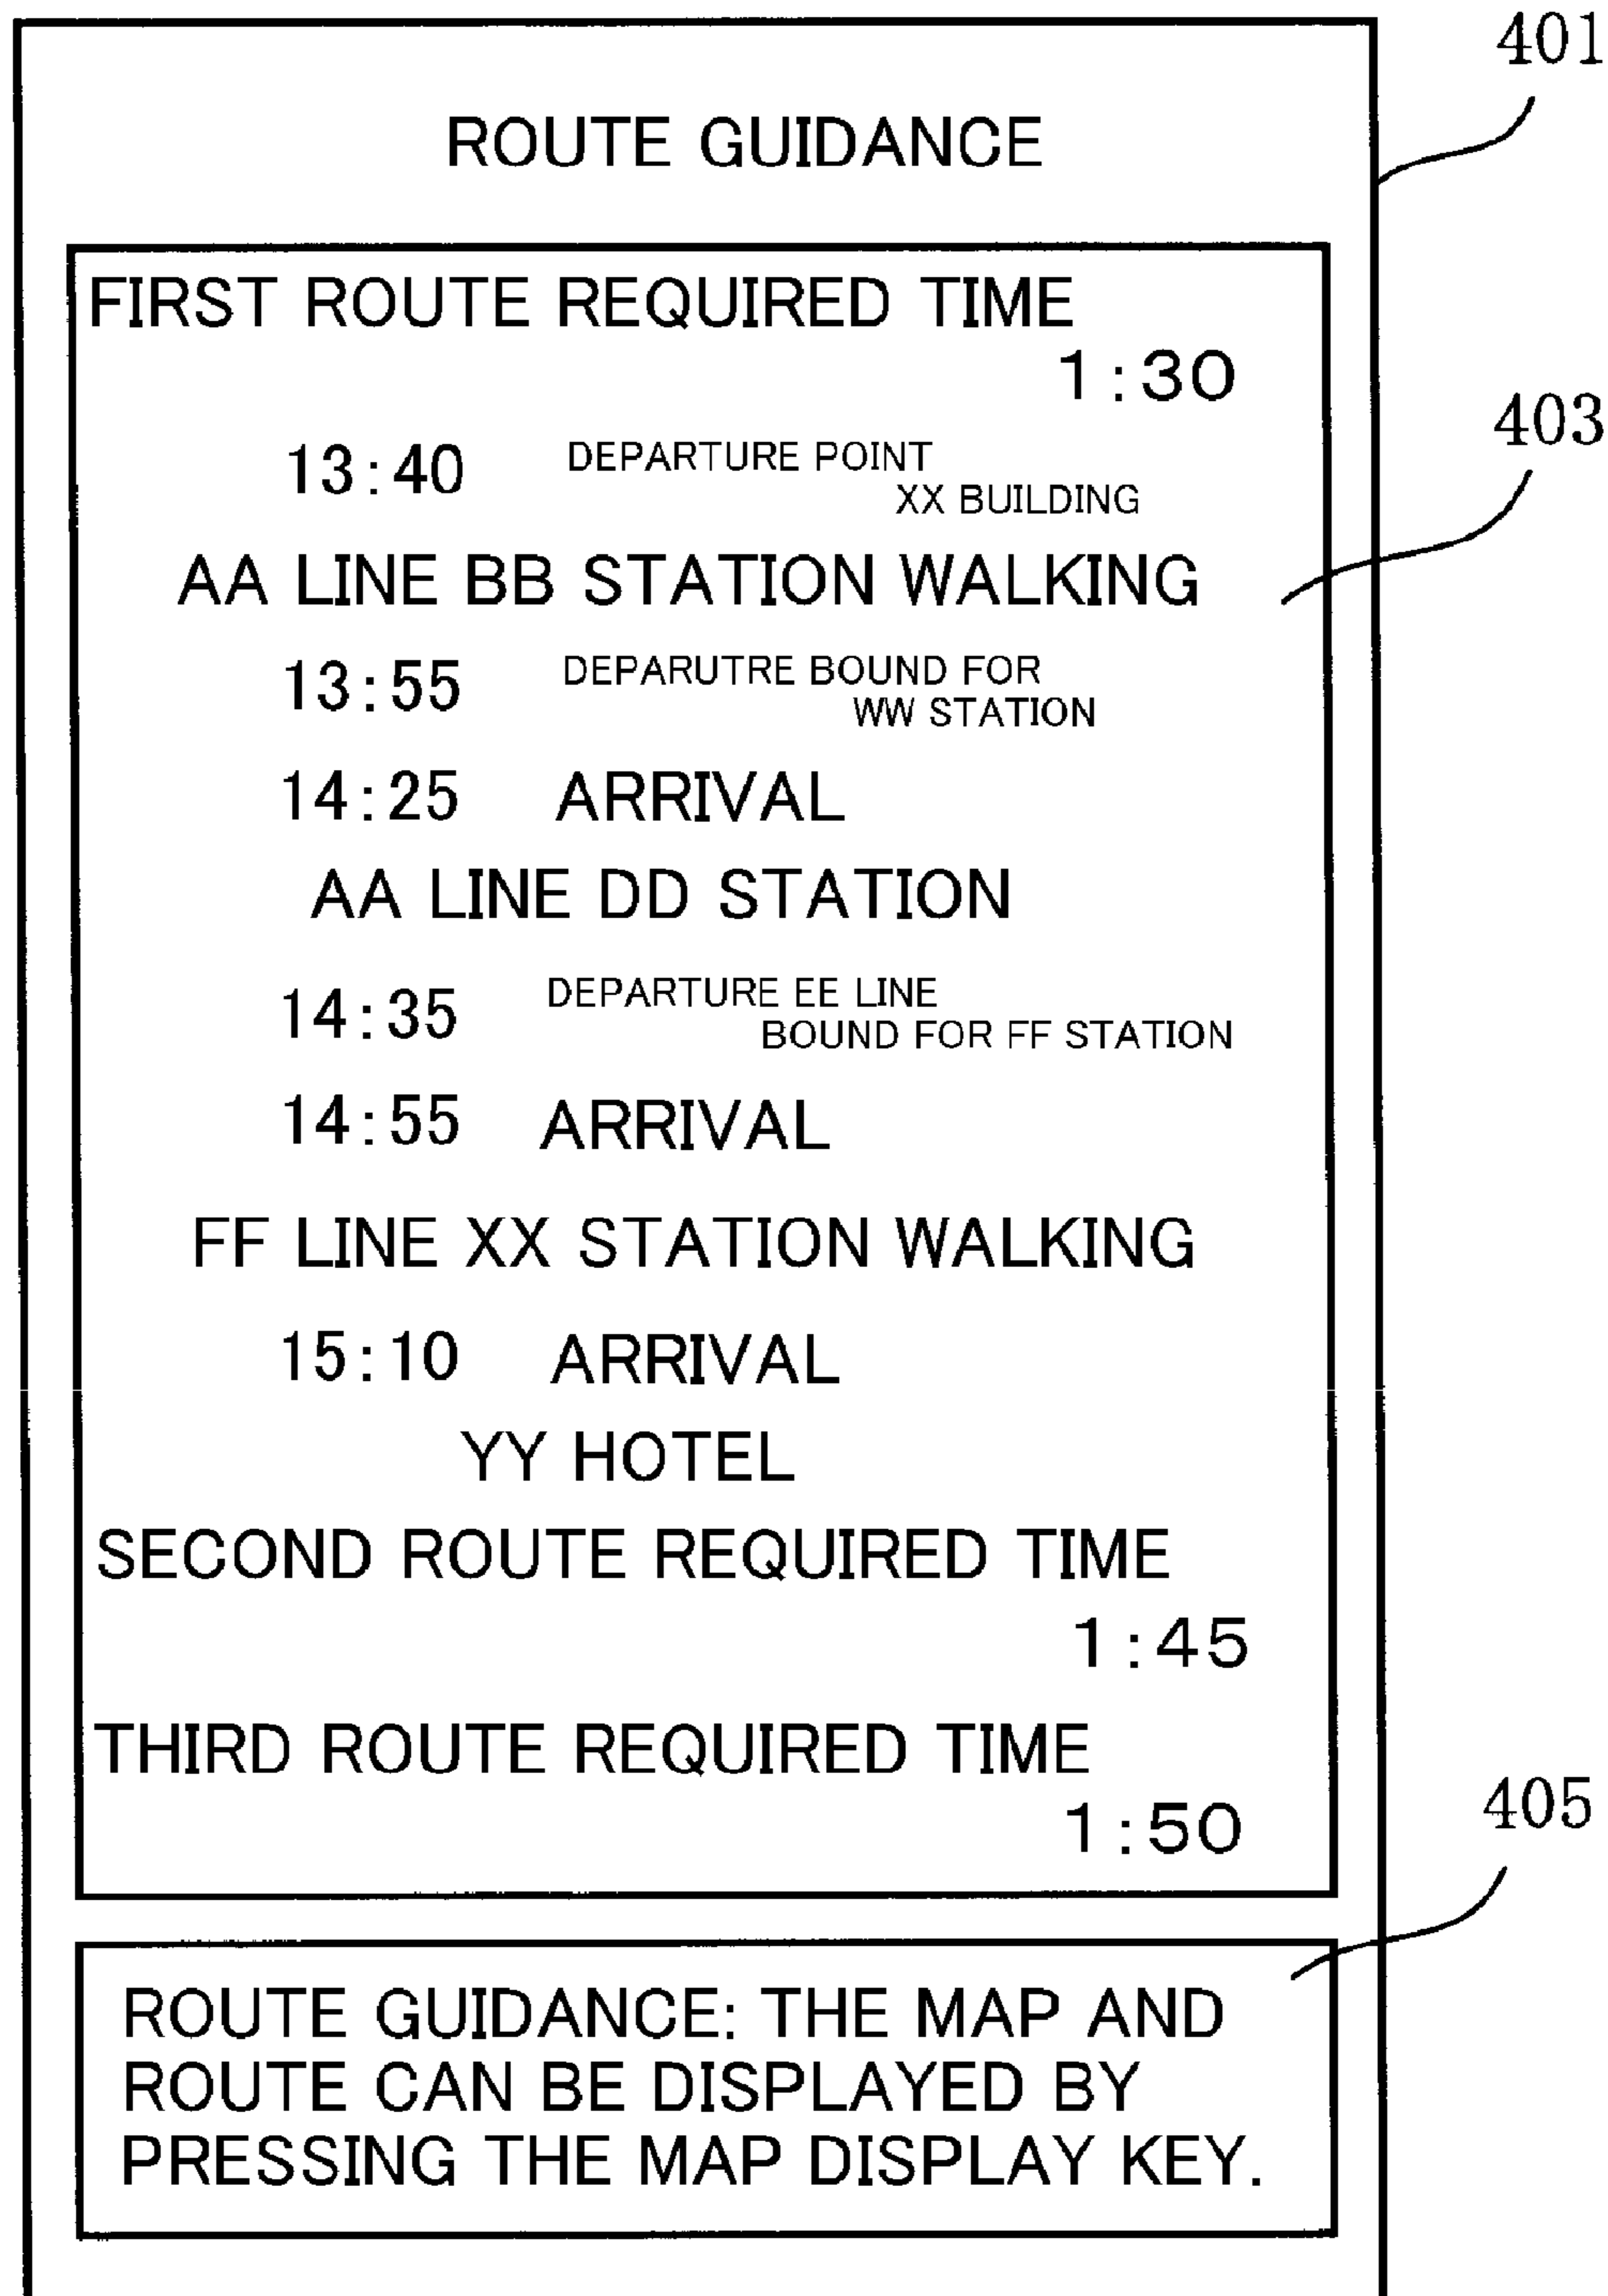 401
ROUTE GUIDANCE
FIRST ROUTE REQUIRED TIME
1:30
403
13:40 DEPARTURE POINT
XX BUILDING
AA LINE BB STATION WALKING
13:55 DEPARUTRE BOUND FOR
WW STATION
14:25 ARRIVAL
AA LINE DD STATION
14:35 DEPARTURE EE LINE
BOUND FOR FF STATION
14:55 ARRIVAL
FF LINE XX STATION WALKING
15:10 ARRIVAL
YY HOTEL
SECOND ROUTE REQUIRED TIME
1:45
THIRD ROUTE REQUIRED TIME
1:50
405
ROUTE GUIDANCE: THE MAP AND
ROUTE CAN BE DISPLAYED BY
PRESSING THE MAP DISPLAY KEY.